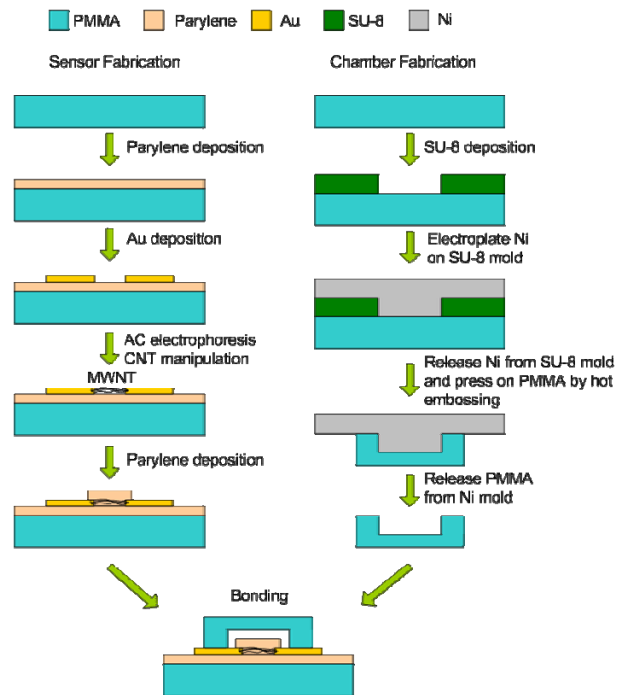 PMMA Parylene Au SU-8 Ni
Sensor Fabrication
Chamber Fabrication
Parylene deposition
SU-8 deposition
Au deposition
Electroplate Ni
on SU-8 mold
AC electrophoresis
CNT manipulation
MWNT
Release Ni from SU-8 mold
and press on PMMA by hot
embossing
Parylene deposition
Release PMMA
from Ni mold
Bonding